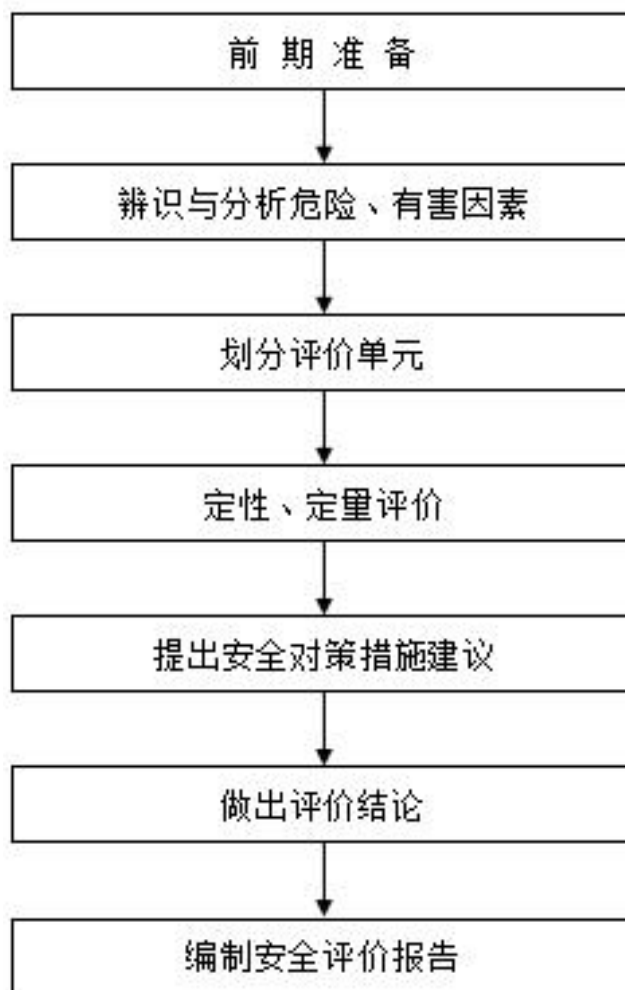 前 期 准 备
辨识与分析危险、有害因素
划分评价单元
定性、定量评价
提出安全对策措施建议
做出评价结论
编制安全评价报告